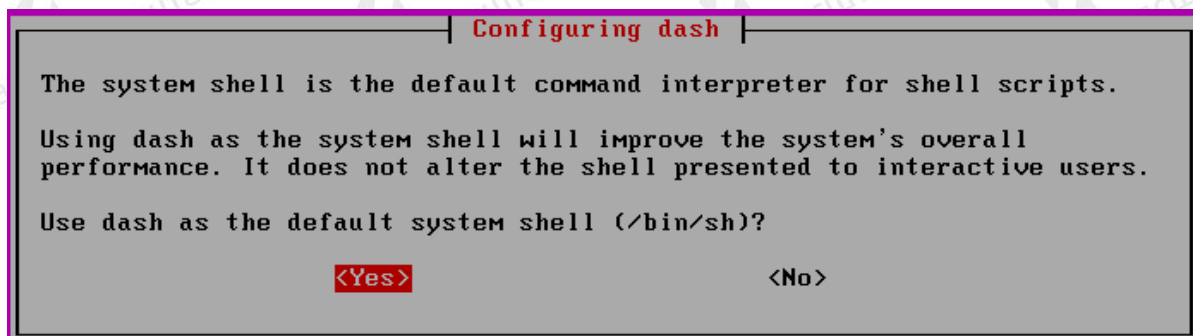 Configuring dash
The system shell is the default command interpreter for shell scripts.
Using dash as the system shell will improve the system's overall
performance. It does not alter the shell presented to interactive users.
Use dash as the default system shell (/bin/sh)?
<Yes> <No>